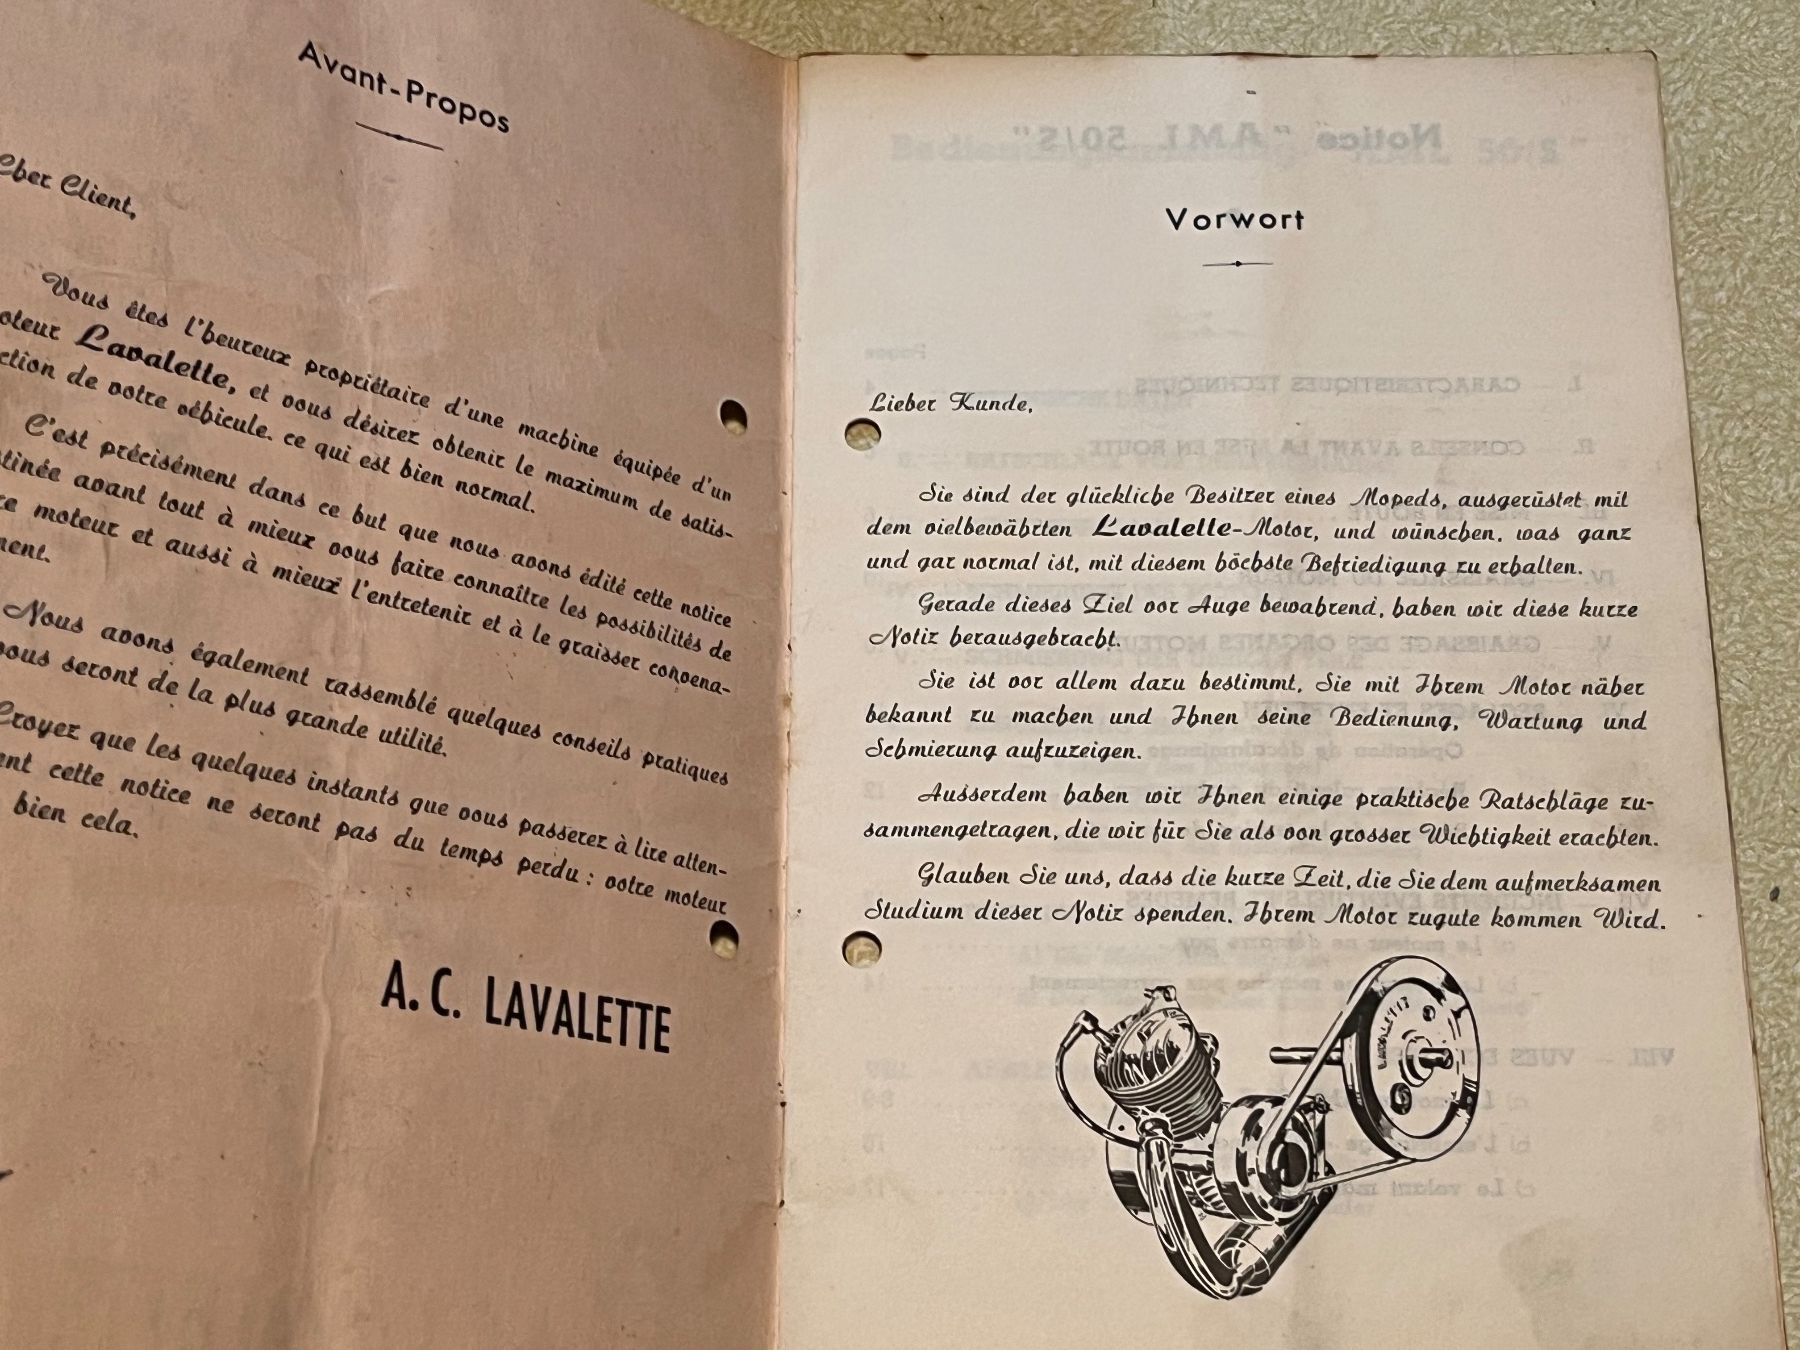 Avant-Propos
Cher Client,
Vous êtes l'heureux propriétaire d'une machine équipée d'un
Lavalette, et vous désirez obtenir le maximum de satis-
de votre véhicule. ce qui est bien normal.
C'est précisément dans ce but que nous avons édité cette notice
avant tout à mieux vous faire connaître les possibilités de
moteur et aussi à mieux l'entretenir et à le graisser convena-
Nous avons également rassemblé quelques conseils pratiques
vous seront de la plus grande utilité.
Croyez que les quelques instants que vous passerez à lire atten-
cette notice ne seront pas du temps perdu : votre moteur
bien cela.
A. C. LAVALETTE
Vorwort
Lieber Kunde,
Sie sind der glückliche Besitzer eines Mopeds, ausgerüstet mit
dem vielbewährten Lavalette-Motor, und wünschen, was ganz
und gar normal ist, mit diesem höchste Befriedigung zu erhalten.
Gerade dieses Ziel vor Auge bewahrend, haben wir diese kurze
Notiz herausgebracht.
Sie ist vor allem dazu bestimmt, Sie mit Ihrem Motor näher
bekannt zu machen und Ihnen seine Bedienung, Wartung und
Schmierung aufzuzeigen.
Ausserdem haben wir Ihnen einige praktische Ratschläge zu-
sammengetragen, die wir für Sie als von grosser Wichtigkeit erachten.
Glauben Sie uns, dass die kurze Zeit, die Sie dem aufmerksamen
Studium dieser Notiz spenden, Ihrem Motor zugute kommen Wird.
LAVALETTE